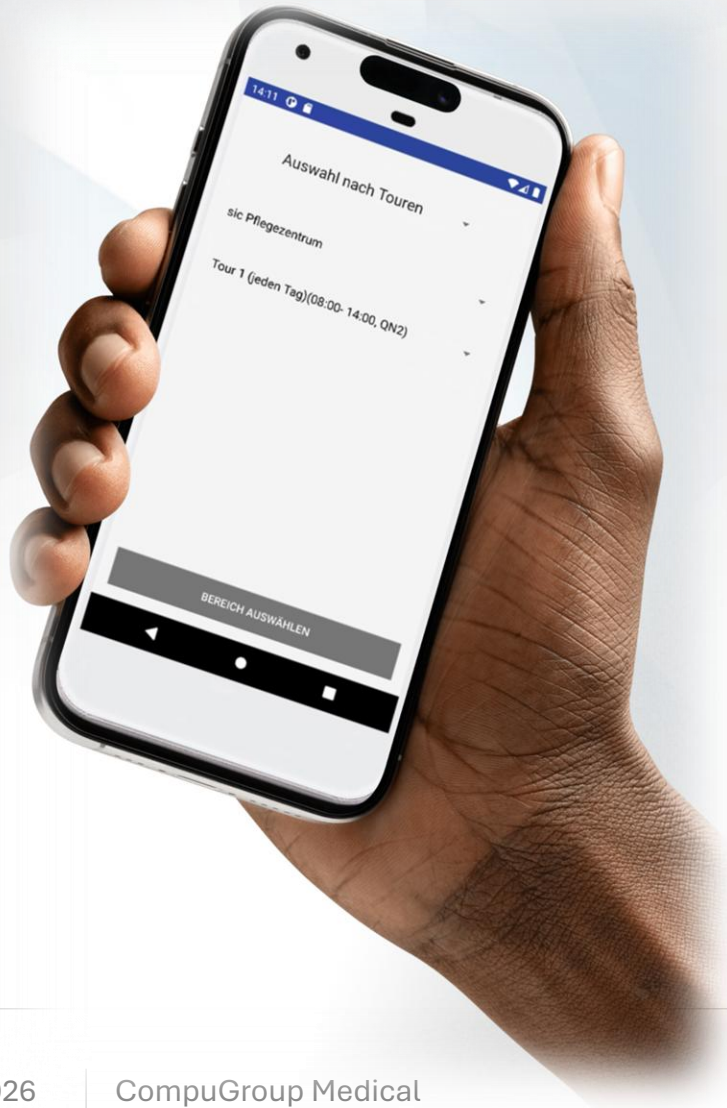 14:11
Auswahl nach Touren
sic Pflegezentrum
Tour 1 (jeden Tag)(08:00- 14:00, QN2)
BEREICH AUSWÄHLEN
26
CompuGroup Medical